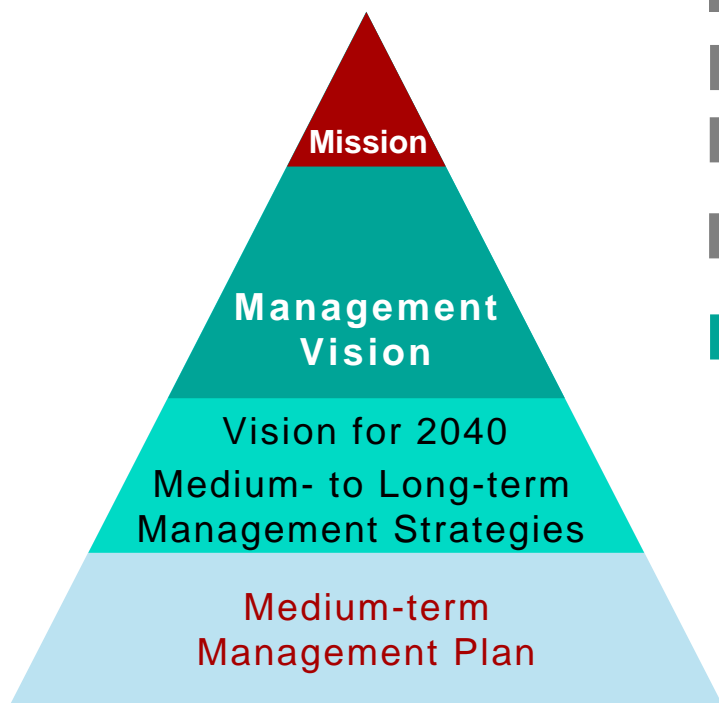 Mission
Management
Vision
Vision for 2040
Medium- to Long-term
Management Strategies
Medium-term
Management Plan